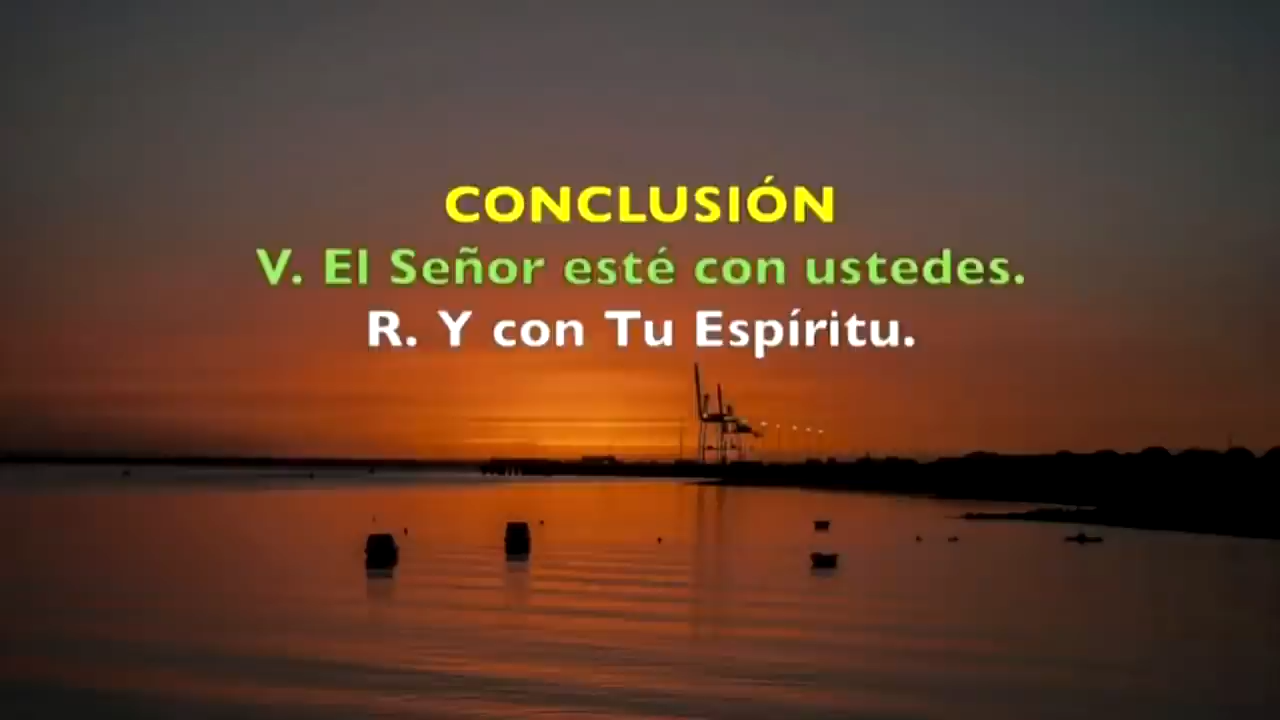 CONCLUSIÓN
V. El Señor esté con ustedes.
R. Y con Tu Espíritu.